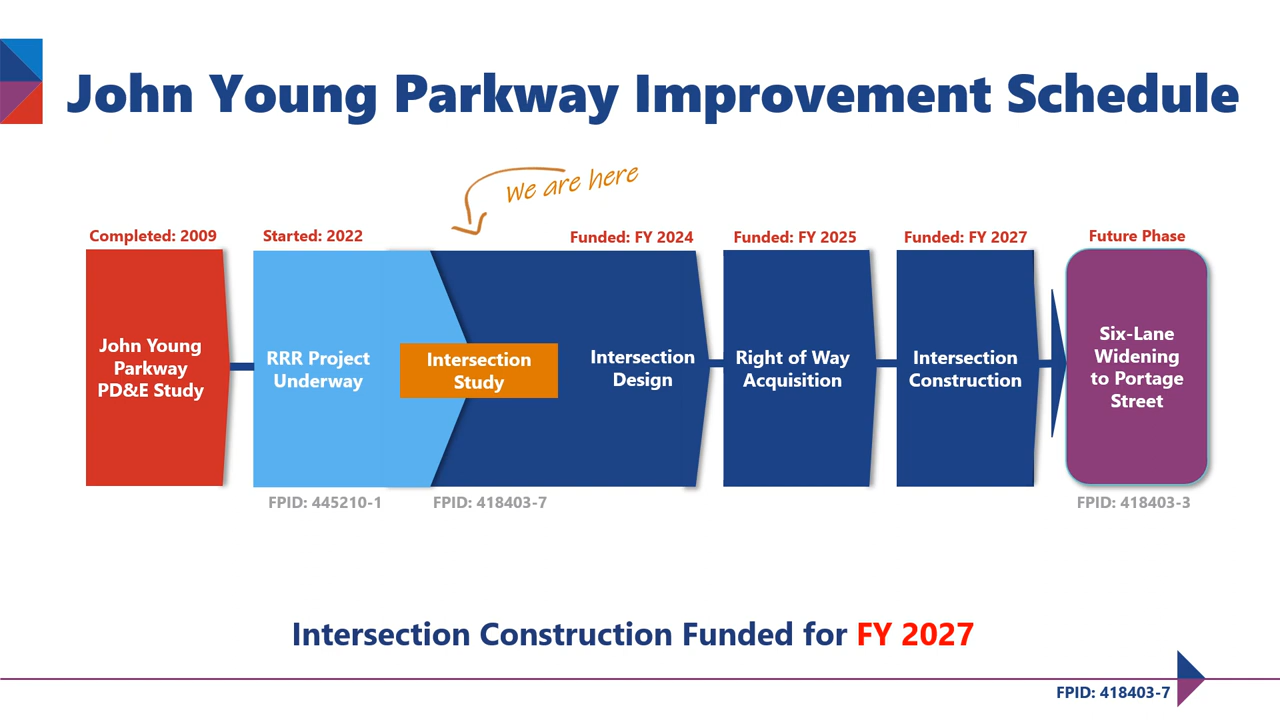 John Young Parkway Improvement Schedule
We are here
Completed: 2009
Started: 2022
Funded: FY 2024
Funded: FY 2025
Funded: FY 2027
Future Phase
John Young
Parkway
PD&E Study
RRR Project
Underway
Intersection
Study
Intersection
Design
Right of Way
Acquisition
Intersection
Construction
Six-Lane
Widening
to Portage
Street
FPID: 445210-1
FPID: 418403-7
FPID: 418403-3
Intersection Construction Funded for FY 2027
FPID: 418403-7